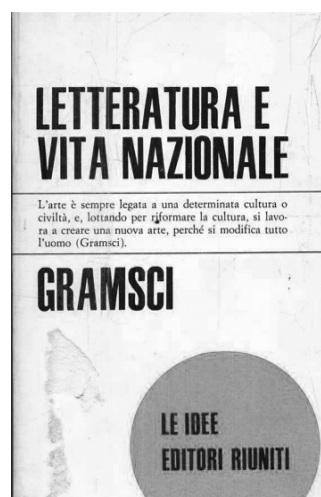 LETTERATURA E
VITA NAZIONALE
L'arte è sempre legata a una determinata cultura o
civiltà, e, lottando per riformare la cultura, si lavo-
ra a creare una nuova arte, perché si modifica tutto
l'uomo (Gramsci).
GRAMSCI
LE IDEE
EDITORI RIUNITI